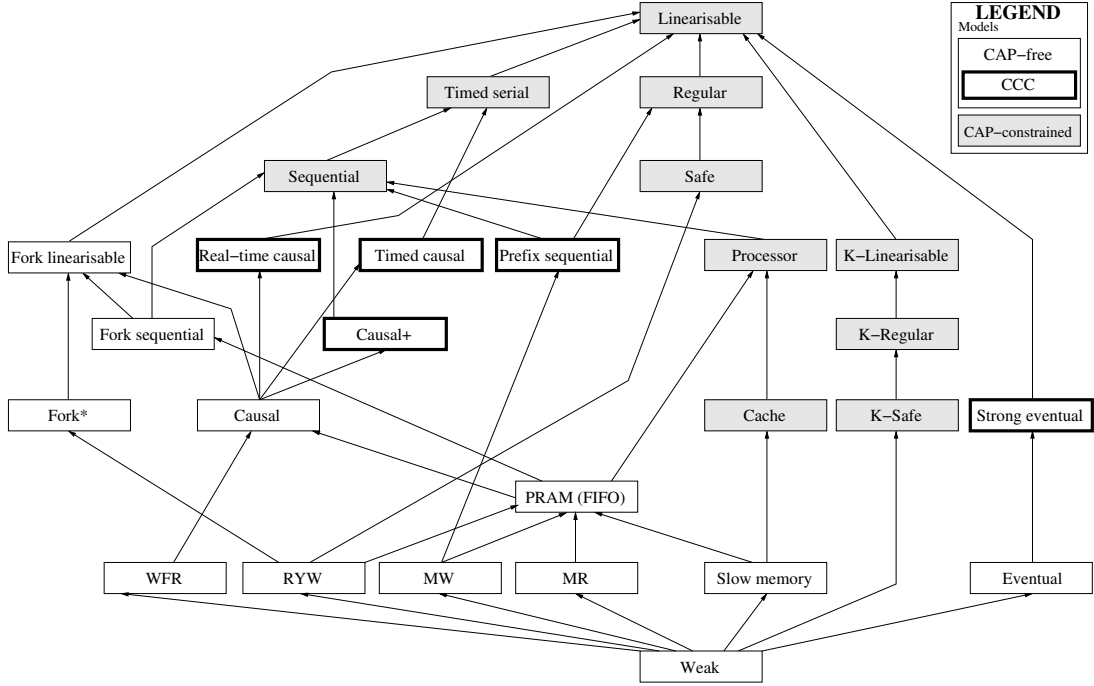 Linearisable
LEGEND
Models
CAP−free
CCC
CAP−constrained
Timed serial
Regular
Sequential
Safe
Fork linearisable
Real−time causal
Timed causal
Prefix sequential
Processor
K−Linearisable
Fork sequential
Causal+
K−Regular
Fork*
Causal
Cache
K−Safe
Strong eventual
PRAM (FIFO)
WFR
RYW
MW
MR
Slow memory
Eventual
Weak